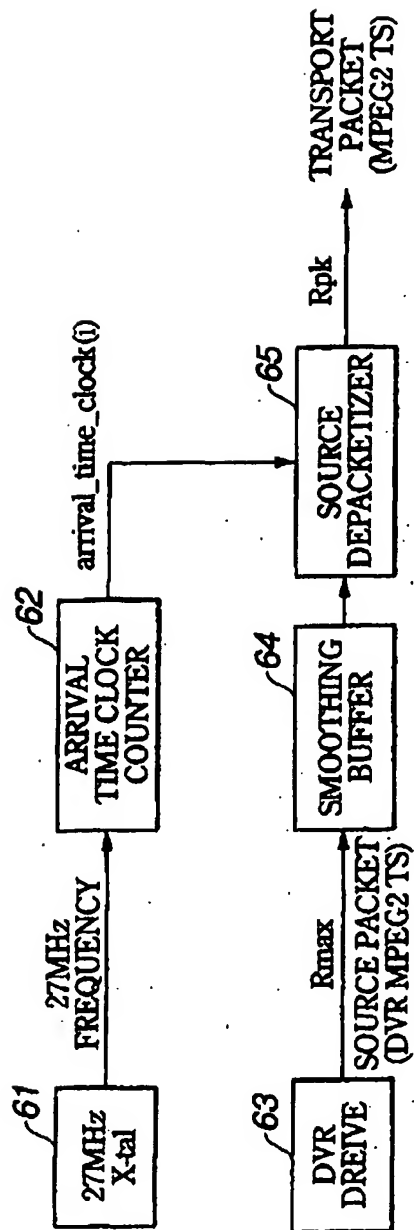 61
27MHz
X-tal
27MHz
FREQUENCY
62
ARRIVAL
TIME CLOCK
COUNTER
arrival_time_clock(i)
63
DVR
DREIVE
Rmax
SOURCE PACKET
(DVR MPEG2 TS)
64
SMOOTHING
BUFFER
65
SOURCE
DEPACKETIZER
Rpk
TRANSPORT
PACKET
(MPEG2 TS)